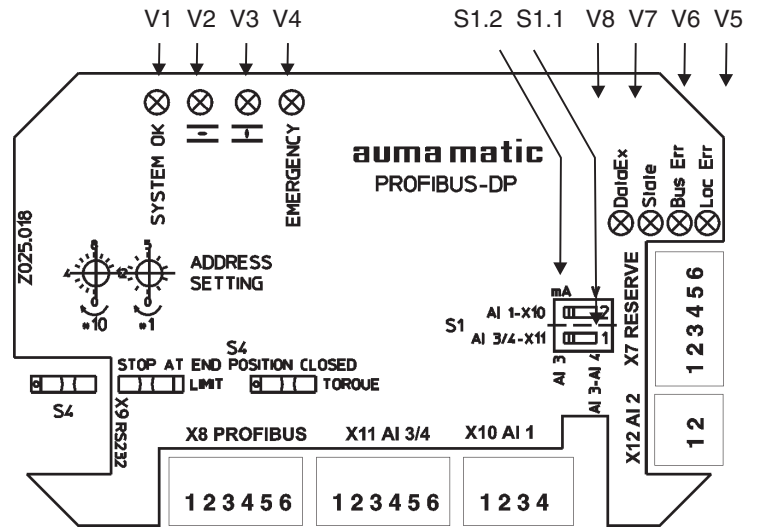 V1 V2 V3 V4 S1.2 S1.1 V8 V7 V6 V5
SYSTEM OK
EMERGENCY
auma matic
PROFIBUS-DP
DataEx
State
Bus Err
Loc Err
Z025.018
8
4
0
*10
5
12
0
*1
ADDRESS
SETTING
mA
S1
AI 1-X10
2
AI 3/4-X11
1
AI 3
AI 3-AI 4
X7 RESERVE
1 2 3 4 5 6
X12 AI 2
1 2
S4
STOP AT END POSITION CLOSED
LIMIT
TORQUE
S4
X9 RS232
X8 PROFIBUS
X11 AI 3/4
X10 AI 1
1 2 3 4 5 6
1 2 3 4 5 6
1 2 3 4